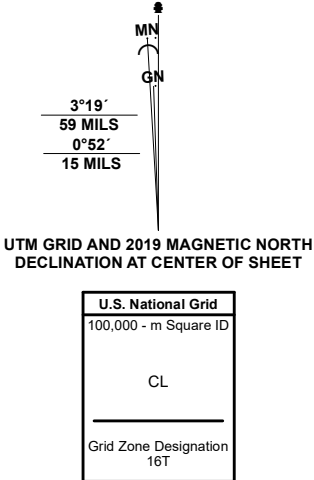 MN
GN
3°19´
59 MILS
0°52´
15 MILS
UTM GRID AND 2019 MAGNETIC NORTH
DECLINATION AT CENTER OF SHEET
U.S. National Grid
100,000 - m Square ID
CL
Grid Zone Designation
16T